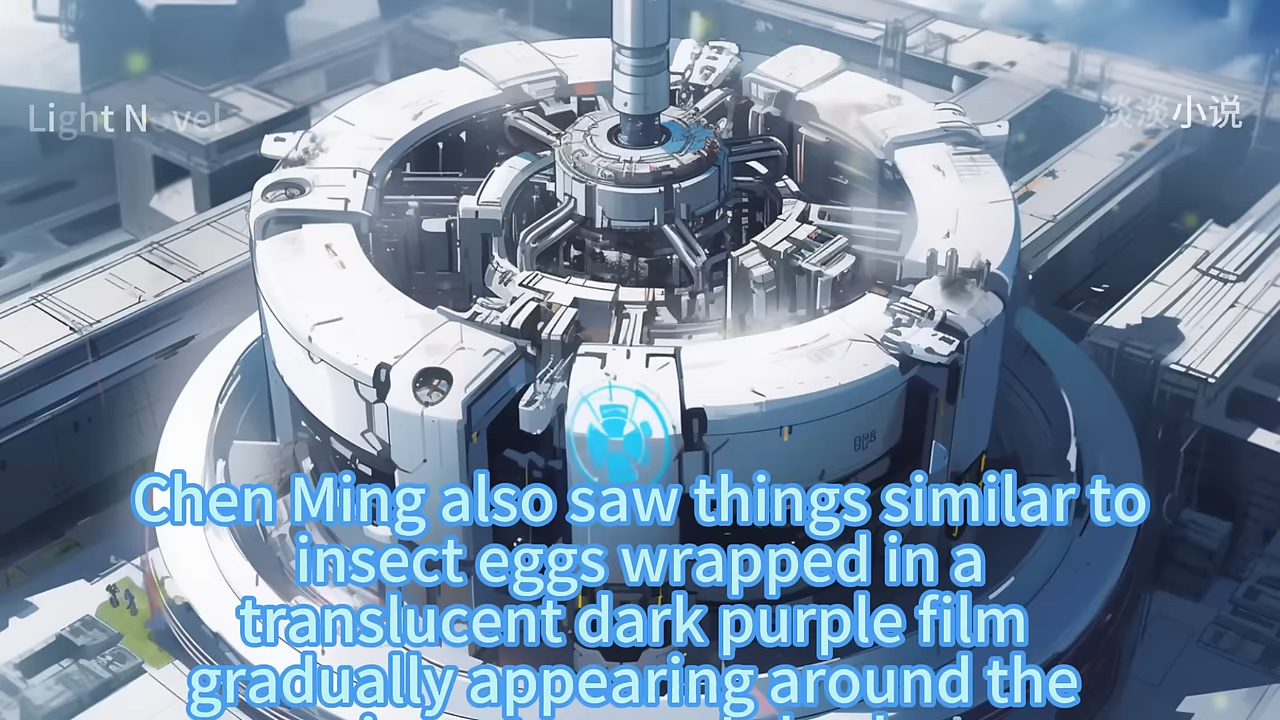 Light Novel
淡淡小说
Chen Ming also saw things similar to
insect eggs wrapped in a
translucent dark purple film
gradually appearing around the